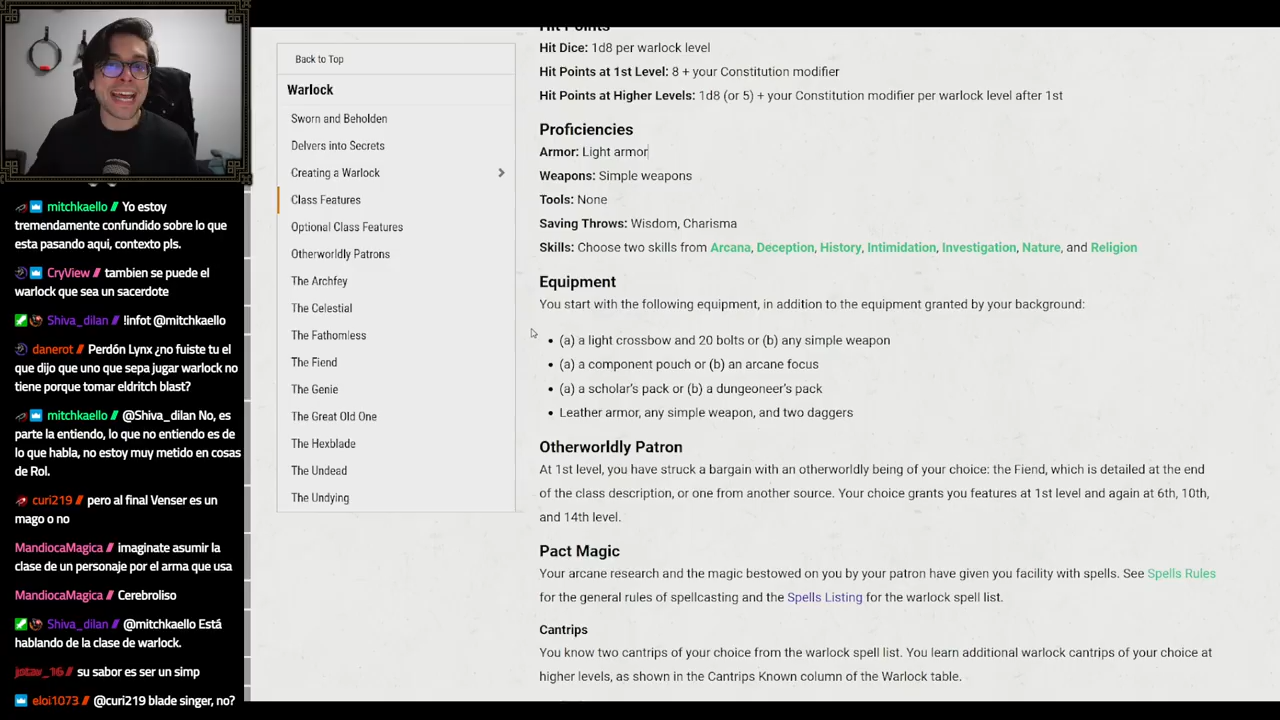 mitchkaello // Yo estoy
tremendamente confundido sobre lo que
esta pasando aqui, contexto pls.
CryView // tambien se puede el
warlock que sea un sacerdote
Shiva_dilan // !infot @mitchkaello
danerot // Perdón Lynx ¿no fuiste tu el
que dijo que uno que sepa jugar warlock no
tiene porque tomar eldritch blast?
mitchkaello // @Shiva_dilan No, es
parte la entiendo, lo que no entiendo es de
lo que habla, no estoy muy metido en cosas
de Rol.
curi219 // pero al final Venser es un
mago o no
MandiocaMagica // imaginate asumir la
clase de un personaje por el arma que usa
MandiocaMagica // Cerebroliso
Shiva_dilan // @mitchkaello Está
hablando de la clase de warlock.
jotav_16 // su sabor es ser un simp
eloi1073 // @curi219 blade singer, no?
Back to Top
Warlock
Sworn and Beholden
Delvers into Secrets
Creating a Warlock
Class Features
Optional Class Features
Otherworldly Patrons
The Archfey
The Celestial
The Fathomless
The Fiend
The Genie
The Great Old One
The Hexblade
The Undead
The Undying
Hit Points
Hit Dice: 1d8 per warlock level
Hit Points at 1st Level: 8 + your Constitution modifier
Hit Points at Higher Levels: 1d8 (or 5) + your Constitution modifier per warlock level after 1st
Proficiencies
Armor: Light armor
Weapons: Simple weapons
Tools: None
Saving Throws: Wisdom, Charisma
Skills: Choose two skills from Arcana, Deception, History, Intimidation, Investigation, Nature, and Religion
Equipment
You start with the following equipment, in addition to the equipment granted by your background:
• (a) a light crossbow and 20 bolts or (b) any simple weapon
• (a) a component pouch or (b) an arcane focus
• (a) a scholar's pack or (b) a dungeoneer's pack
• Leather armor, any simple weapon, and two daggers
Otherworldly Patron
At 1st level, you have struck a bargain with an otherworldly being of your choice: the Fiend, which is detailed at the end
of the class description, or one from another source. Your choice grants you features at 1st level and again at 6th, 10th,
and 14th level.
Pact Magic
Your arcane research and the magic bestowed on you by your patron have given you facility with spells. See Spells Rules
for the general rules of spellcasting and the Spells Listing for the warlock spell list.
Cantrips
You know two cantrips of your choice from the warlock spell list. You learn additional warlock cantrips of your choice at
higher levels, as shown in the Cantrips Known column of the Warlock table.